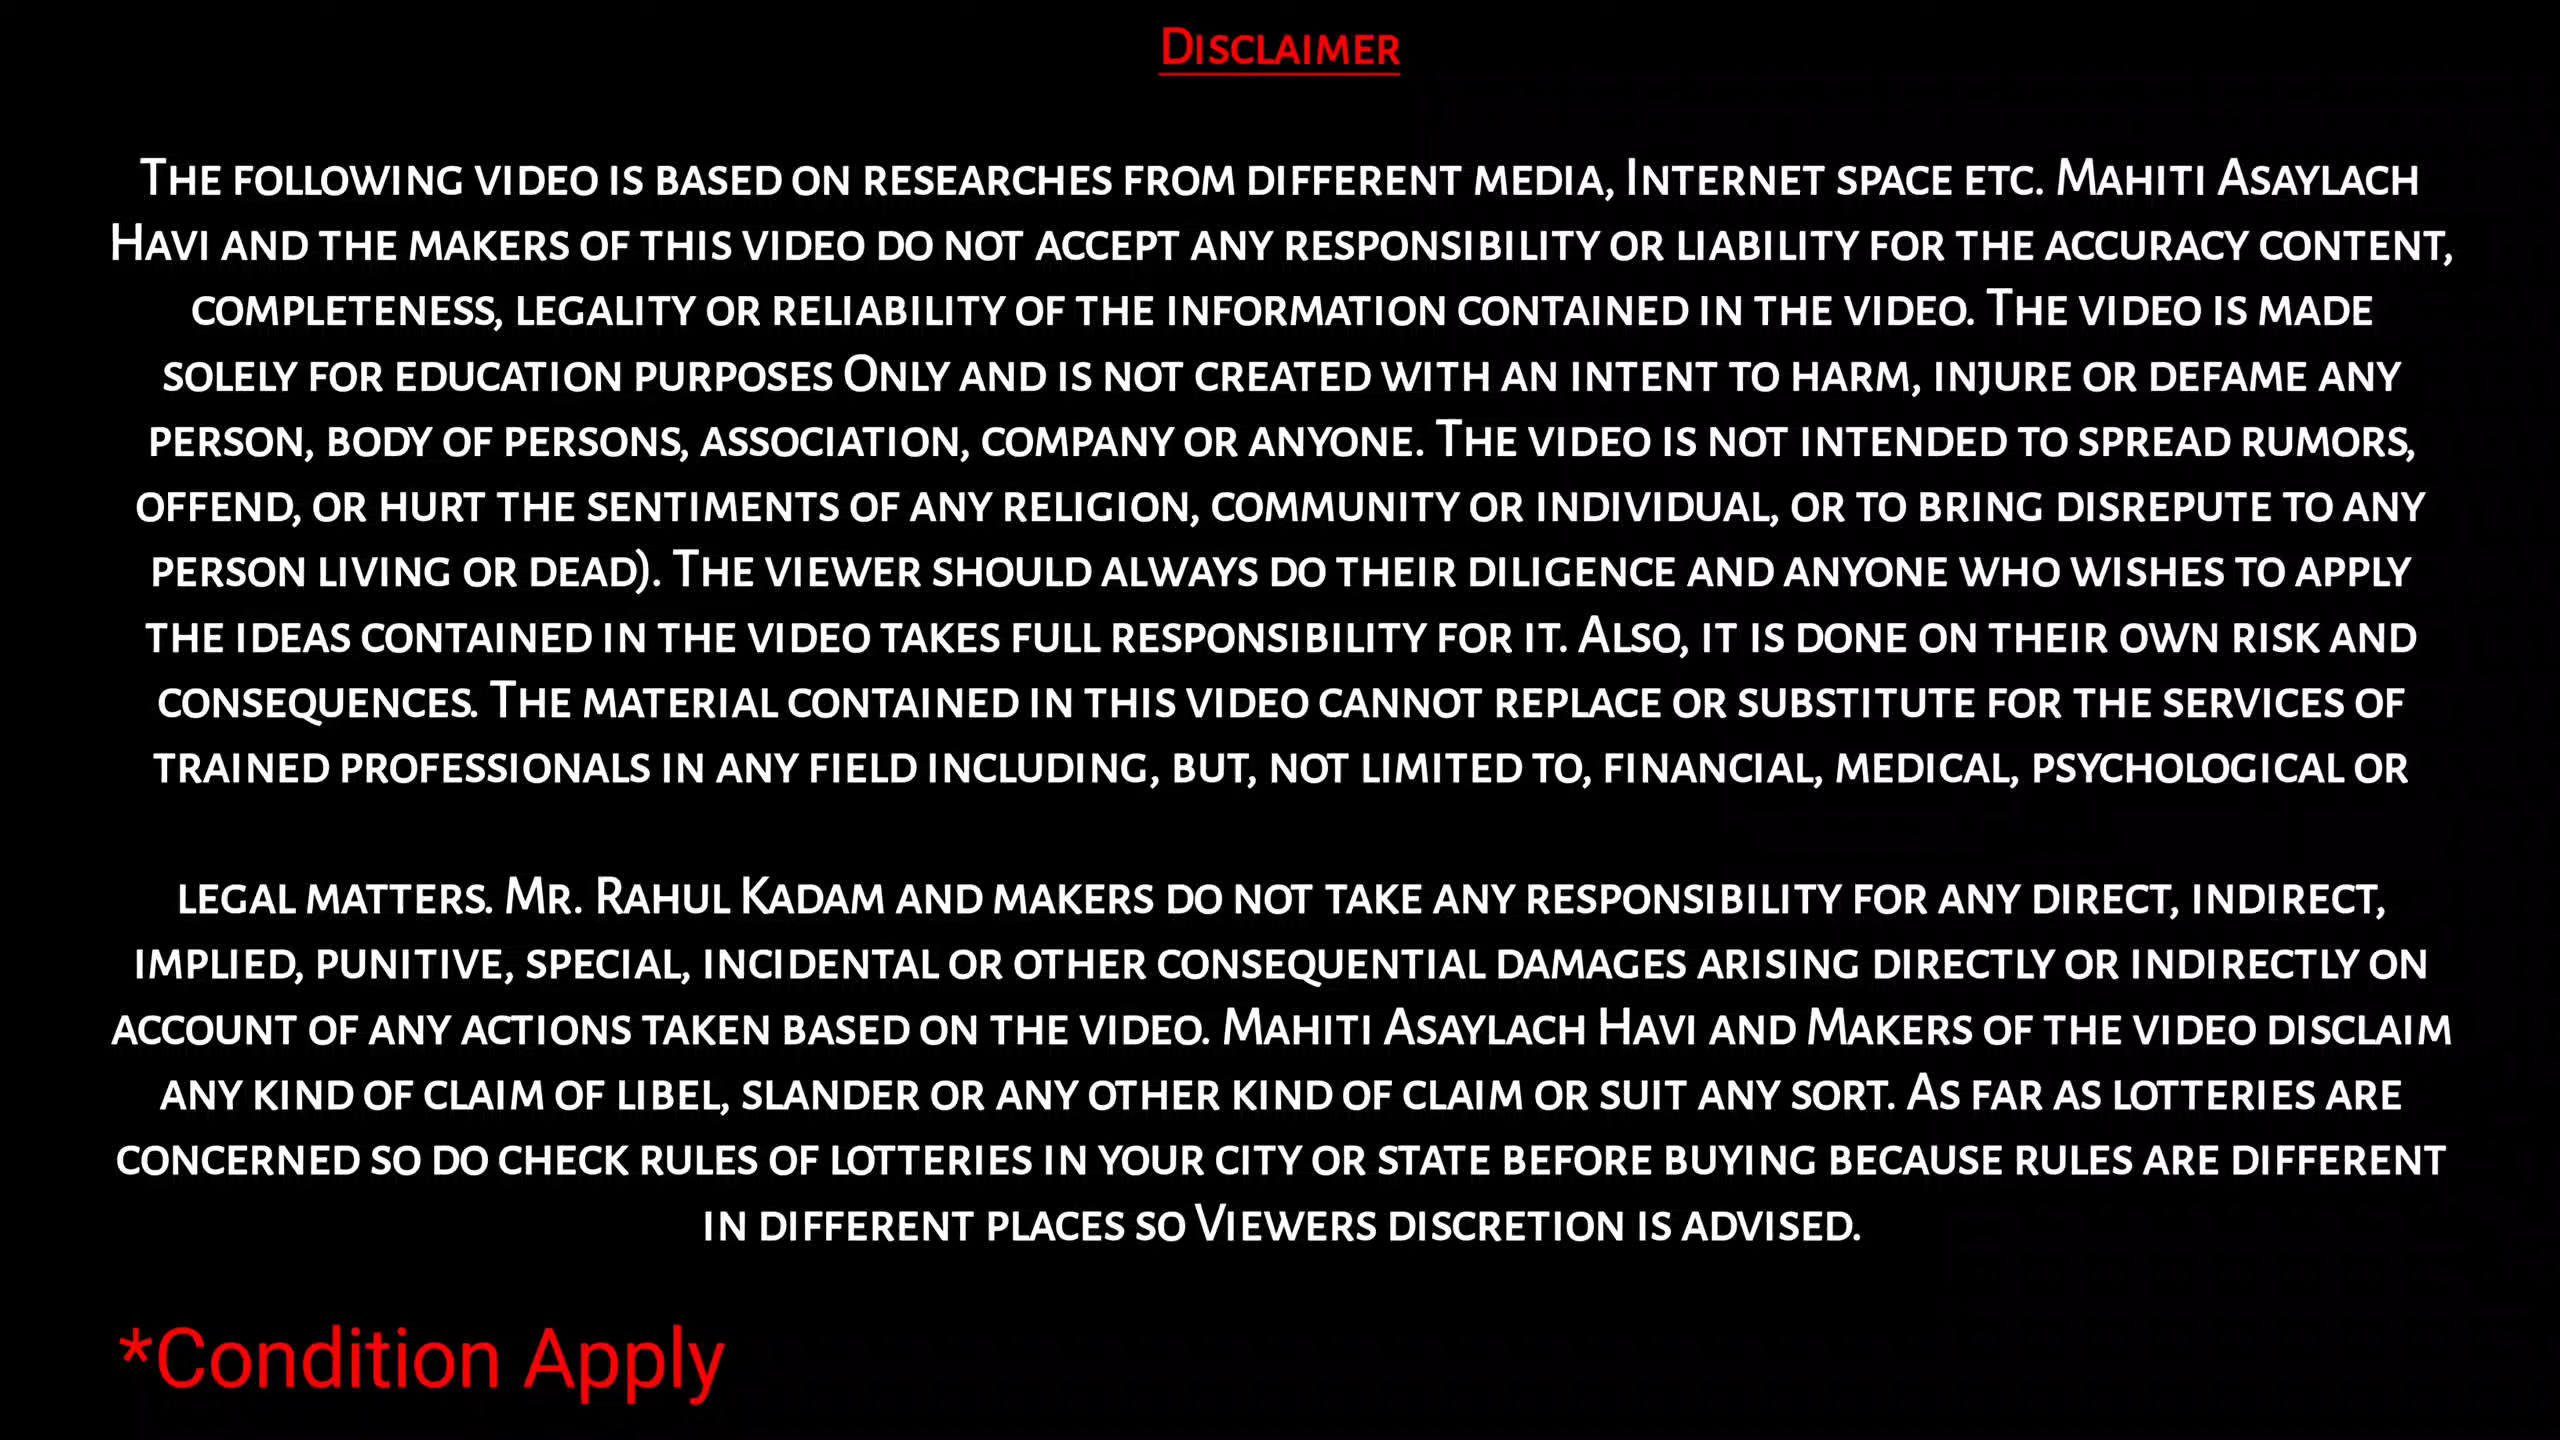 Disclaimer
The following video is based on researches from different media, Internet space etc. Mahiti Asaylach
Havi and the makers of this video do not accept any responsibility or liability for the accuracy content,
completeness, legality or reliability of the information contained in the video. The video is made
solely for education purposes Only and is not created with an intent to harm, injure or defame any
person, body of persons, association, company or anyone. The video is not intended to spread rumors,
offend, or hurt the sentiments of any religion, community or individual, or to bring disrepute to any
person living or dead). The viewer should always do their diligence and anyone who wishes to apply
the ideas contained in the video takes full responsibility for it. Also, it is done on their own risk and
consequences. The material contained in this video cannot replace or substitute for the services of
trained professionals in any field including, but, not limited to, financial, medical, psychological or
legal matters. Mr. Rahul Kadam and makers do not take any responsibility for any direct, indirect,
implied, punitive, special, incidental or other consequential damages arising directly or indirectly on
account of any actions taken based on the video. Mahiti Asaylach Havi and Makers of the video disclaim
any kind of claim of libel, slander or any other kind of claim or suit any sort. As far as lotteries are
concerned so do check rules of lotteries in your city or state before buying because rules are different
in different places so Viewers discretion is advised.
*Condition Apply